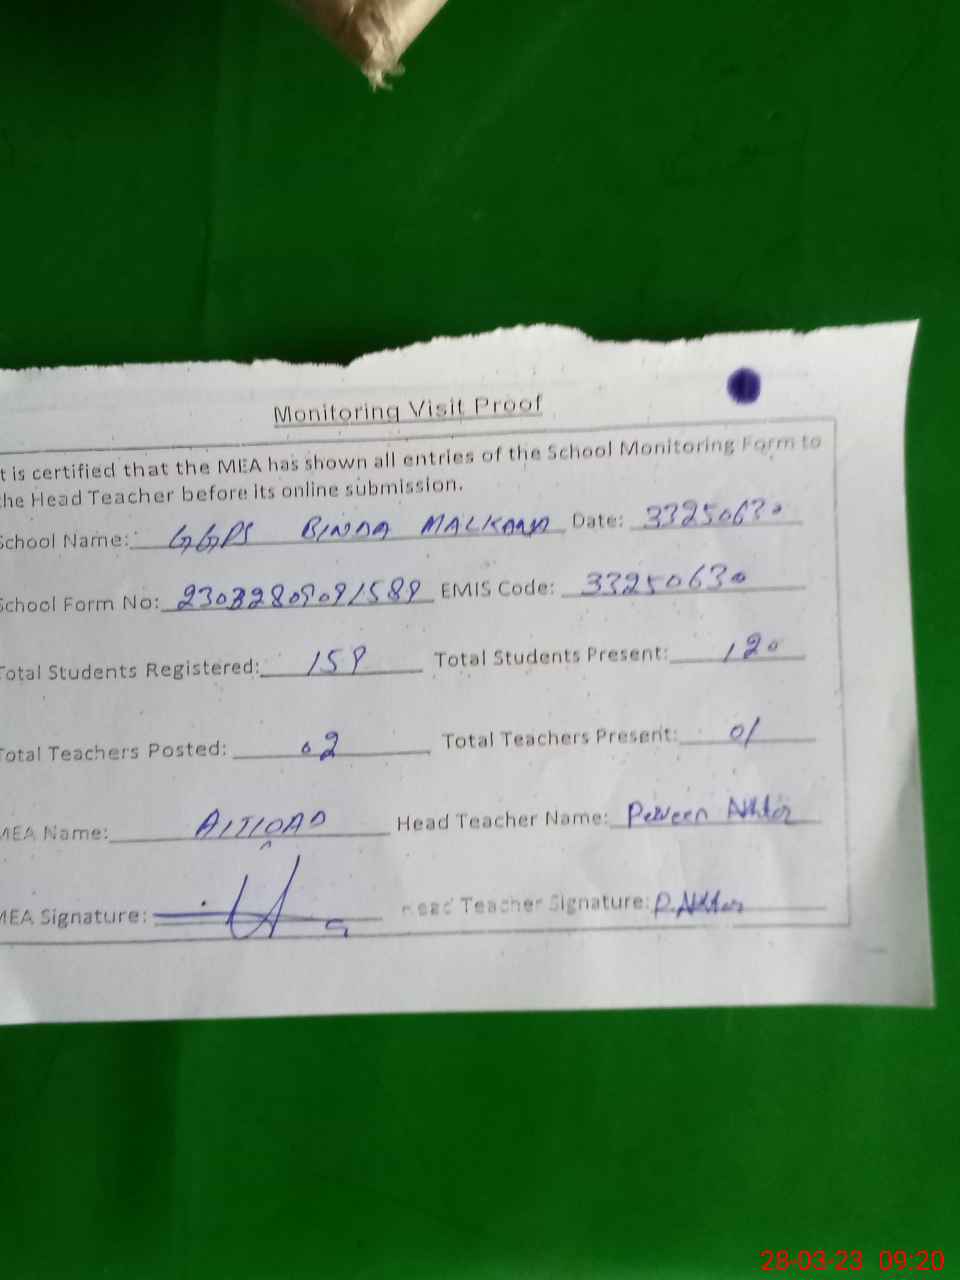 Monitoring Visit Proof
t is certified that the MEA has shown all entries of the School Monitoring Form to
the Head Teacher before its online submission.
School Name: GGPS BINDA MALKANA Date: 33250630
School Form No: 23032809091589 EMIS Code: 33250630
Total Students Registered: 159 Total Students Present: 120
Total Teachers Posted: 02 Total Teachers Present: 01
MEA Name: Head Teacher Name: Perveen Akhtar
MEA Signature: Head Teacher Signature: P.Akhtar
28-03-23 09:20